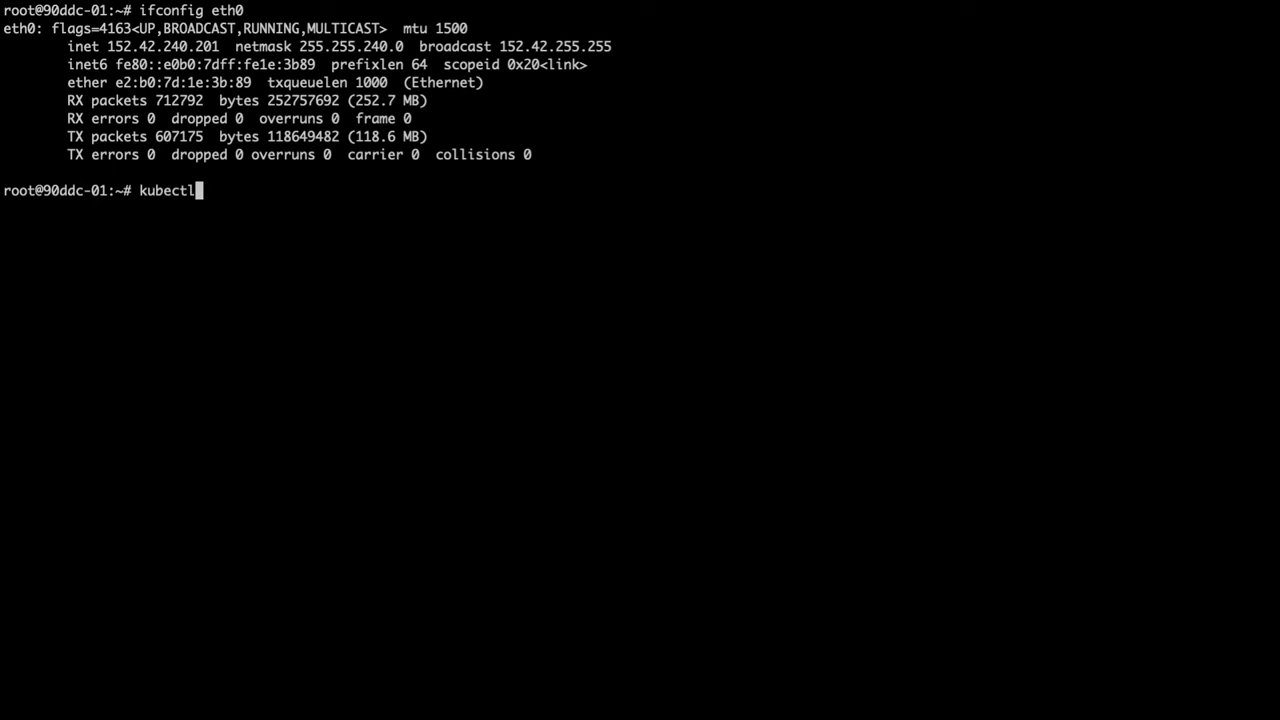 root@90ddc-01:~# ifconfig eth0
eth0: flags=4163<UP,BROADCAST,RUNNING,MULTICAST>  mtu 1500
        inet 152.42.240.201  netmask 255.255.240.0  broadcast 152.42.255.255
        inet6 fe80::e0b0:7dff:fe1e:3b89  prefixlen 64  scopeid 0x20<link>
        ether e2:b0:7d:1e:3b:89  txqueuelen 1000  (Ethernet)
        RX packets 712792  bytes 252757692 (252.7 MB)
        RX errors 0  dropped 0  overruns 0  frame 0
        TX packets 607175  bytes 118649482 (118.6 MB)
        TX errors 0  dropped 0 overruns 0  carrier 0  collisions 0

root@90ddc-01:~# kubectl